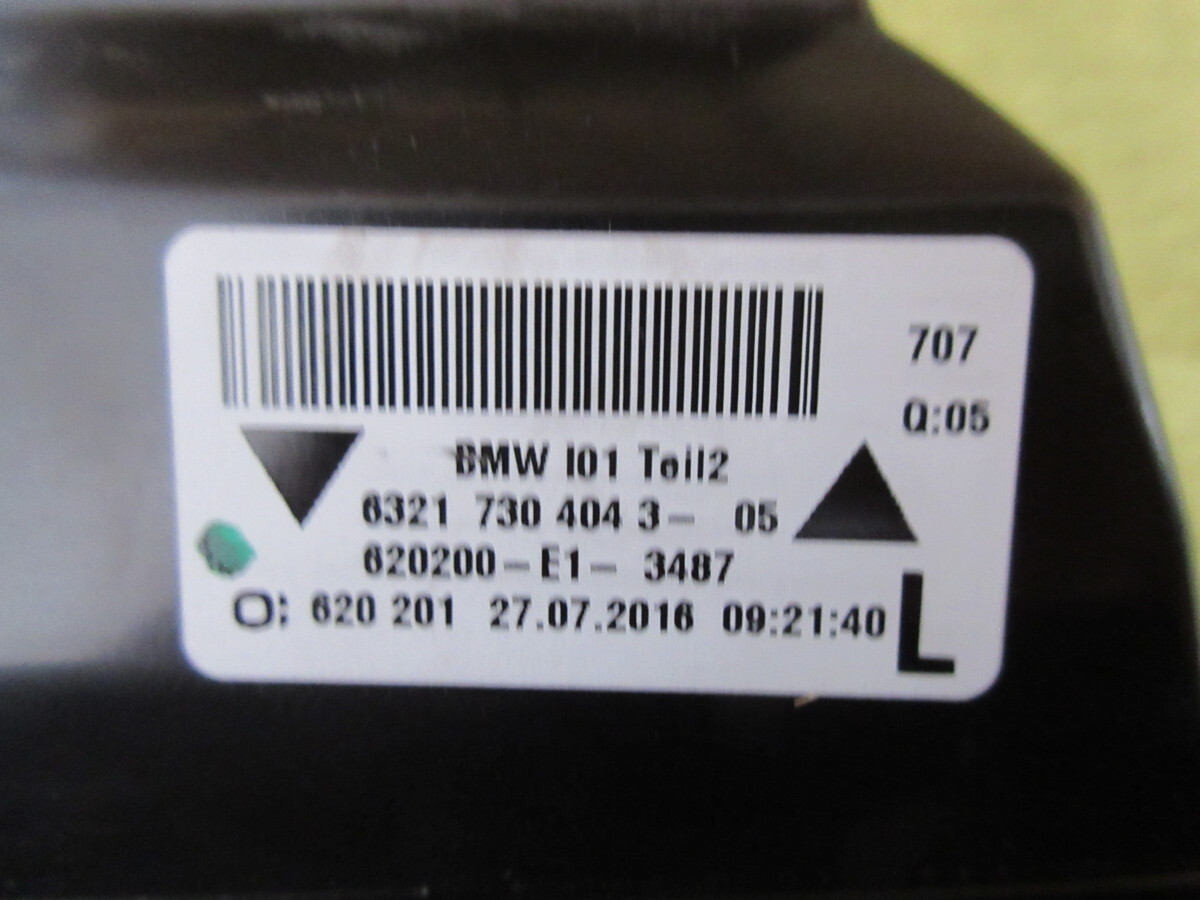 707
Q:05
BMW I01 Teil2
6321 730 404 3- 05
620200-E1- 3487
O: 620 201 27.07.2016 09:21:40
L